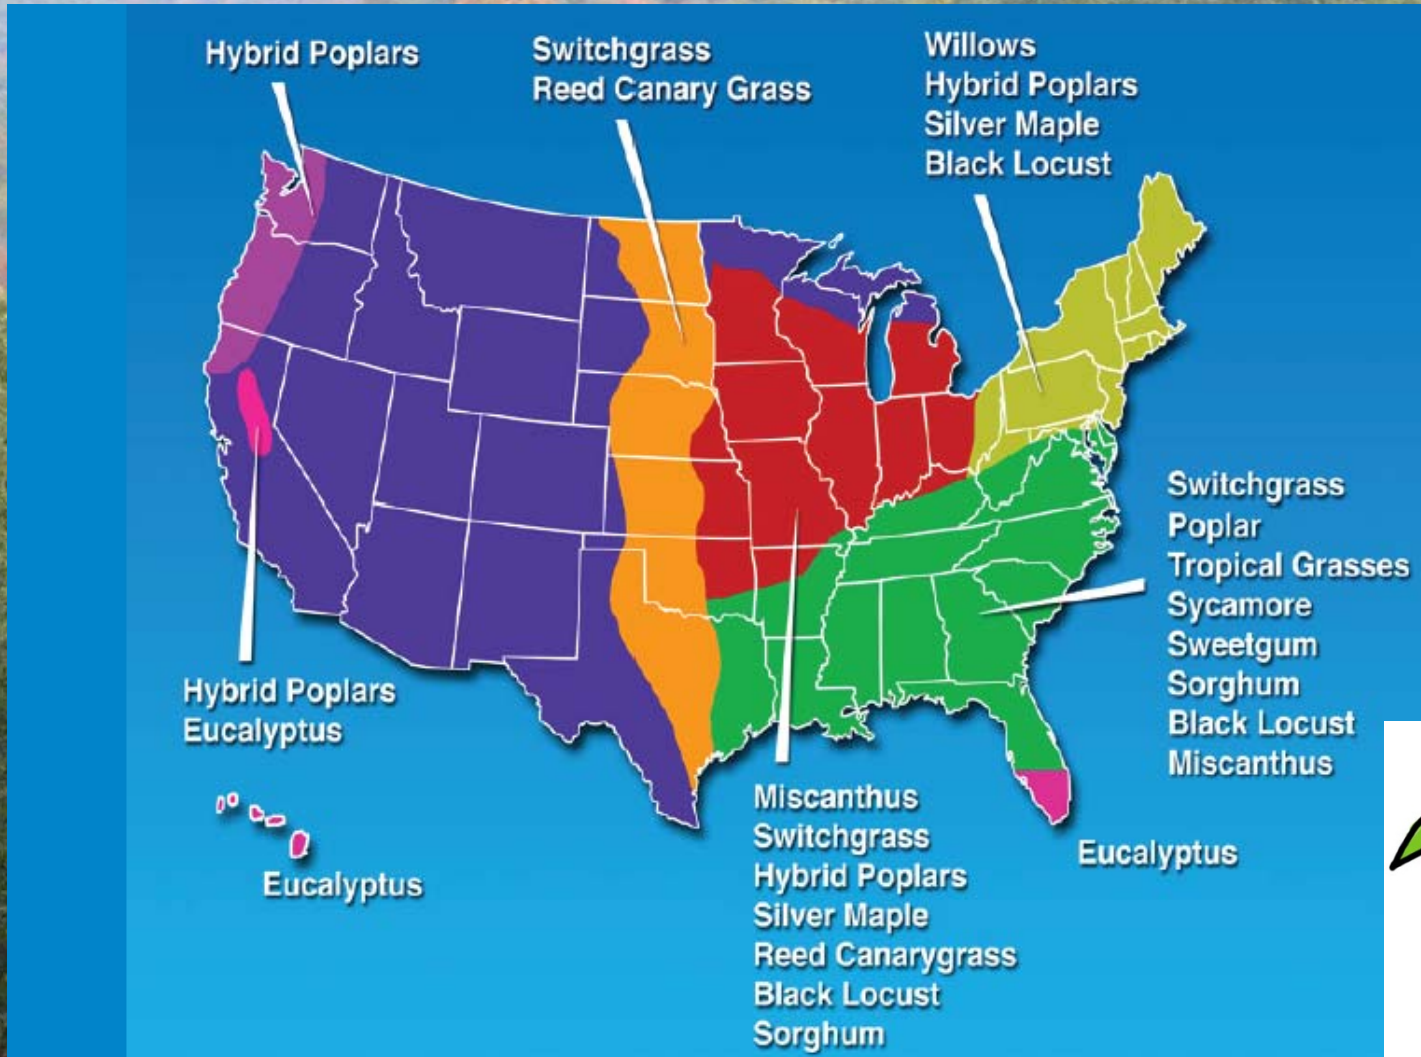 Hybrid Poplars
Switchgrass
Reed Canary Grass
Willows
Hybrid Poplars
Silver Maple
Black Locust
Switchgrass
Poplar
Tropical Grasses
Sycamore
Sweetgum
Sorghum
Black Locust
Miscanthus
Hybrid Poplars
Eucalyptus
Miscanthus
Switchgrass
Hybrid Poplars
Silver Maple
Reed Canarygrass
Black Locust
Sorghum
Eucalyptus
Eucalyptus